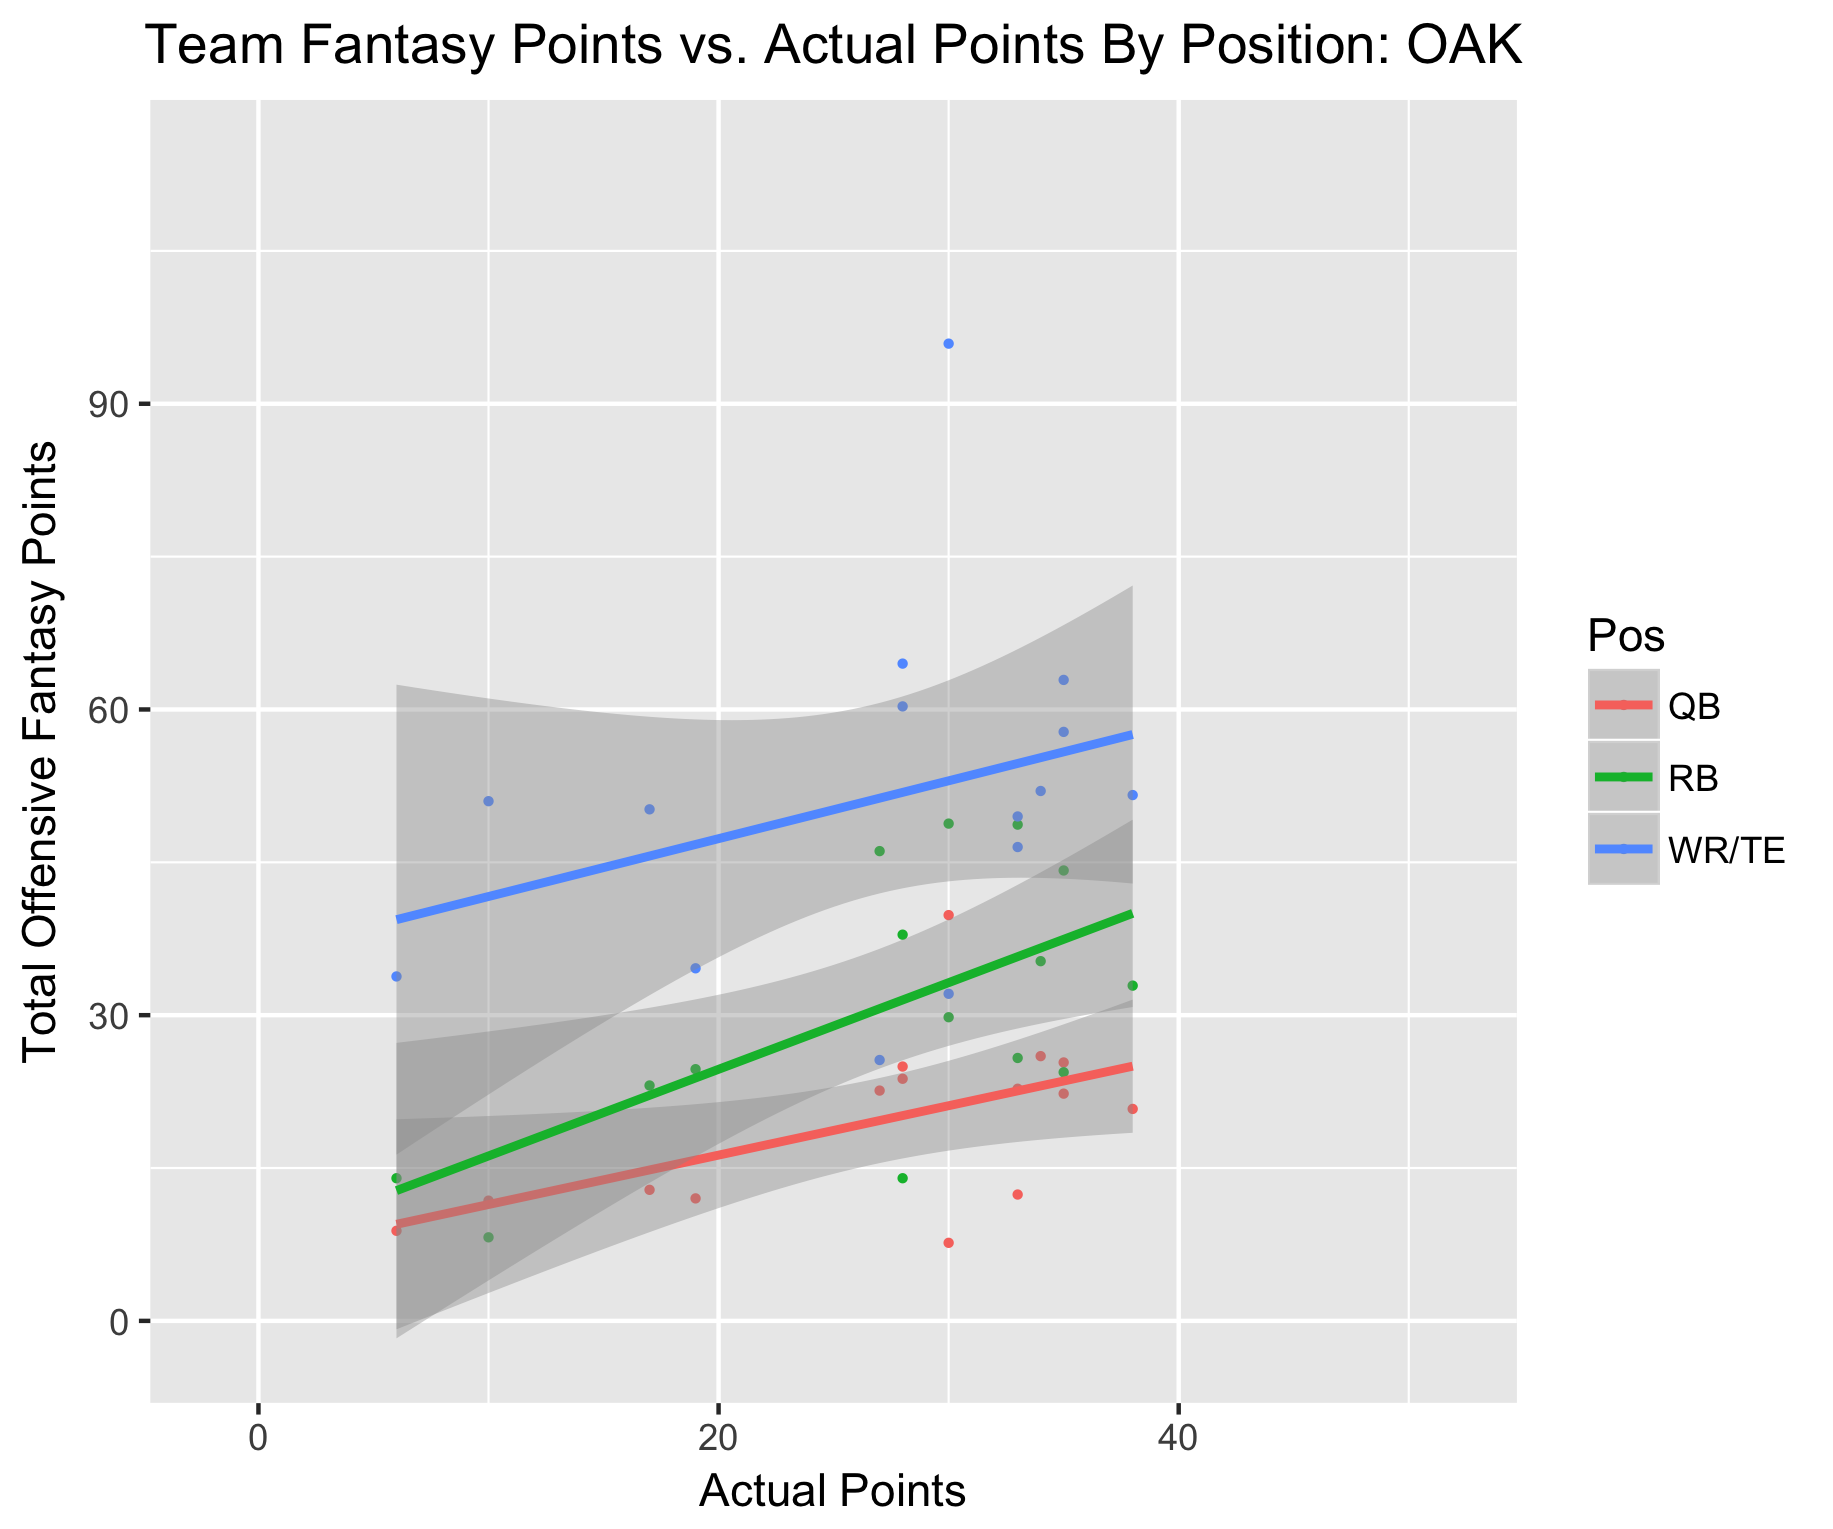 Team Fantasy Points vs. Actual Points By Position: OAK
Total Offensive Fantasy Points
90
60
30
0
0 20 40
Actual Points
Pos
QB
RB
WR/TE